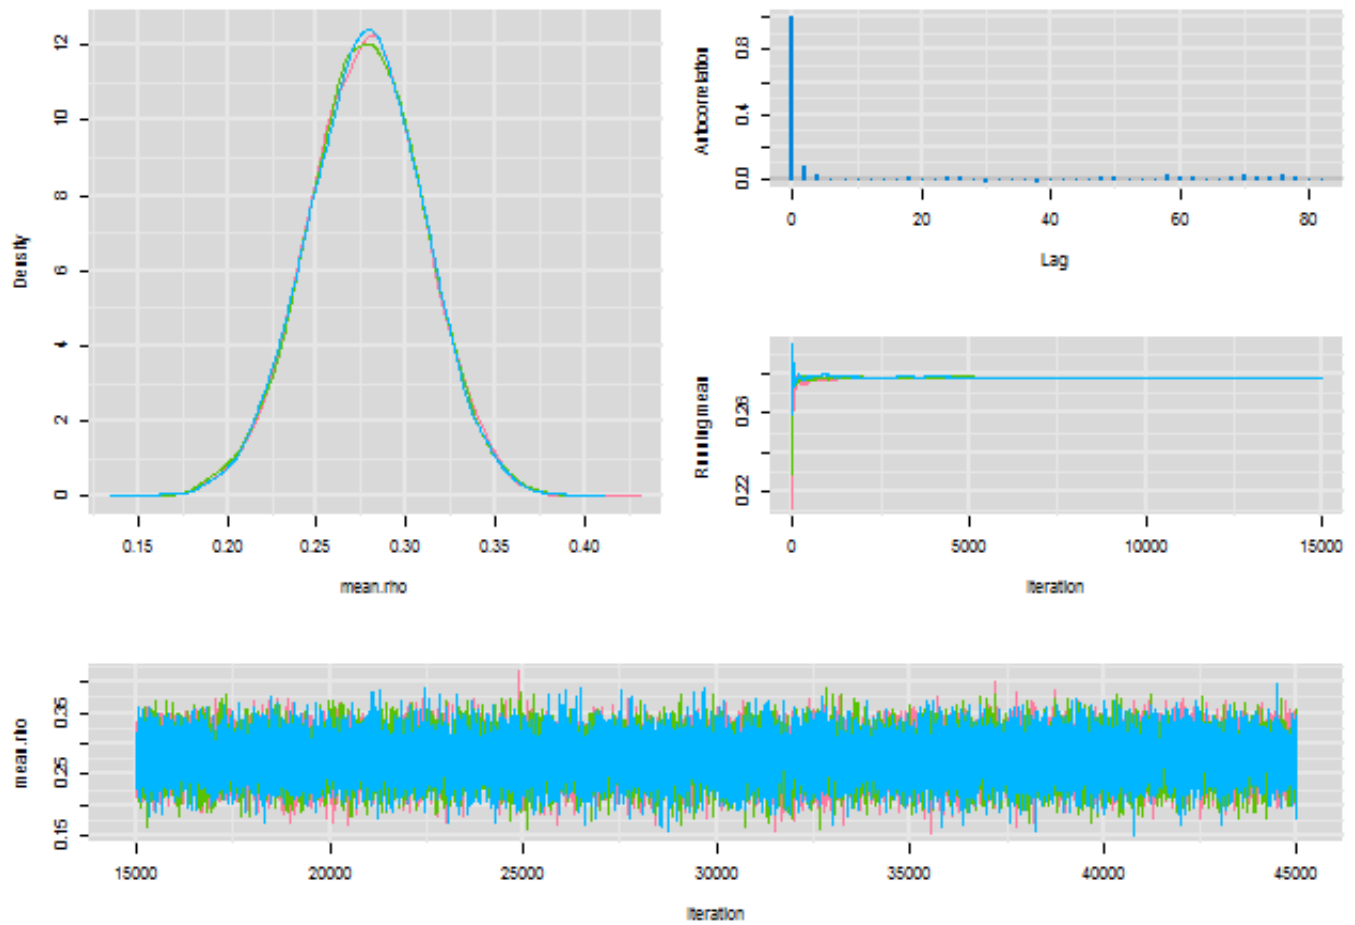 Density
12
10
8
6
4
2
0
0.15 0.20 0.25 0.30 0.35 0.40
mean.rho
Autocorrelation
0.8
0.4
0.0
0 20 40 60 80
Lag
Running mean
0.26
0.22
0 5000 10000 15000
Iteration
mean.rho
0.35
0.25
0.15
15000 20000 25000 30000 35000 40000 45000
Iteration